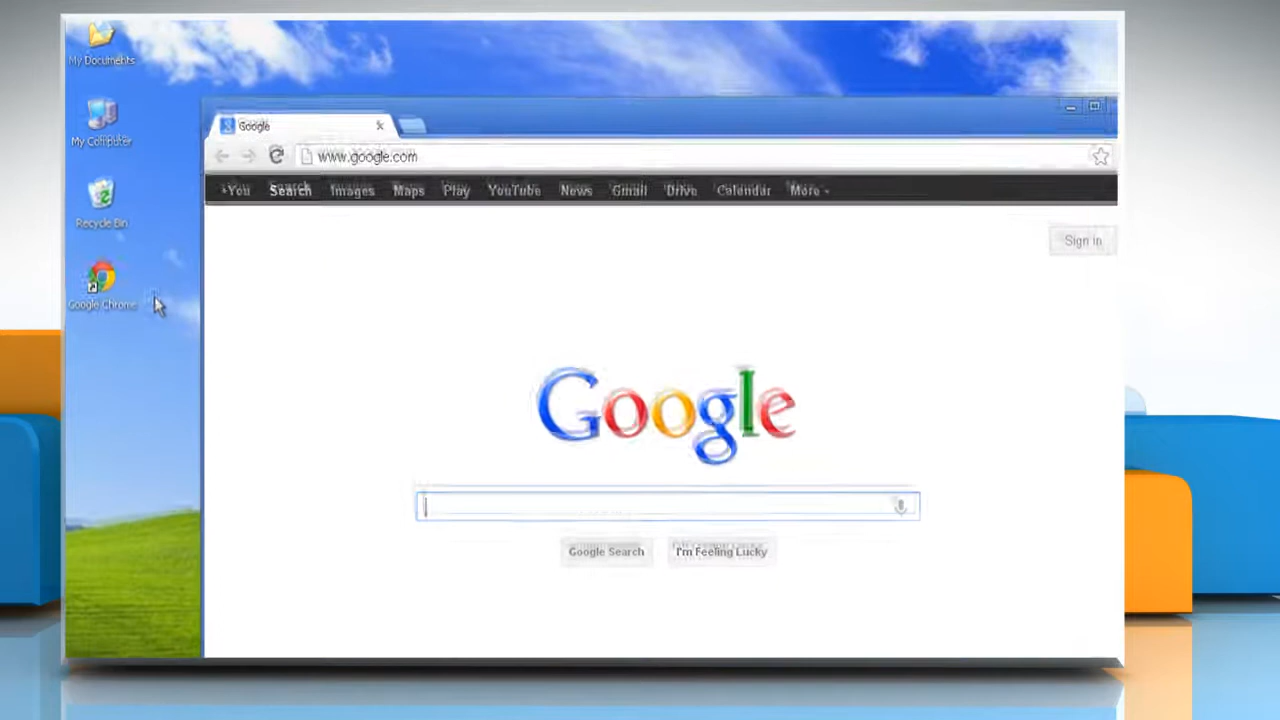 My Documents
My Computer
Recycle Bin
Google Chrome
Google
www.google.com
+You Search Images Maps Play YouTube News Gmail Drive Calendar More
Sign in
Google
Google Search I'm Feeling Lucky